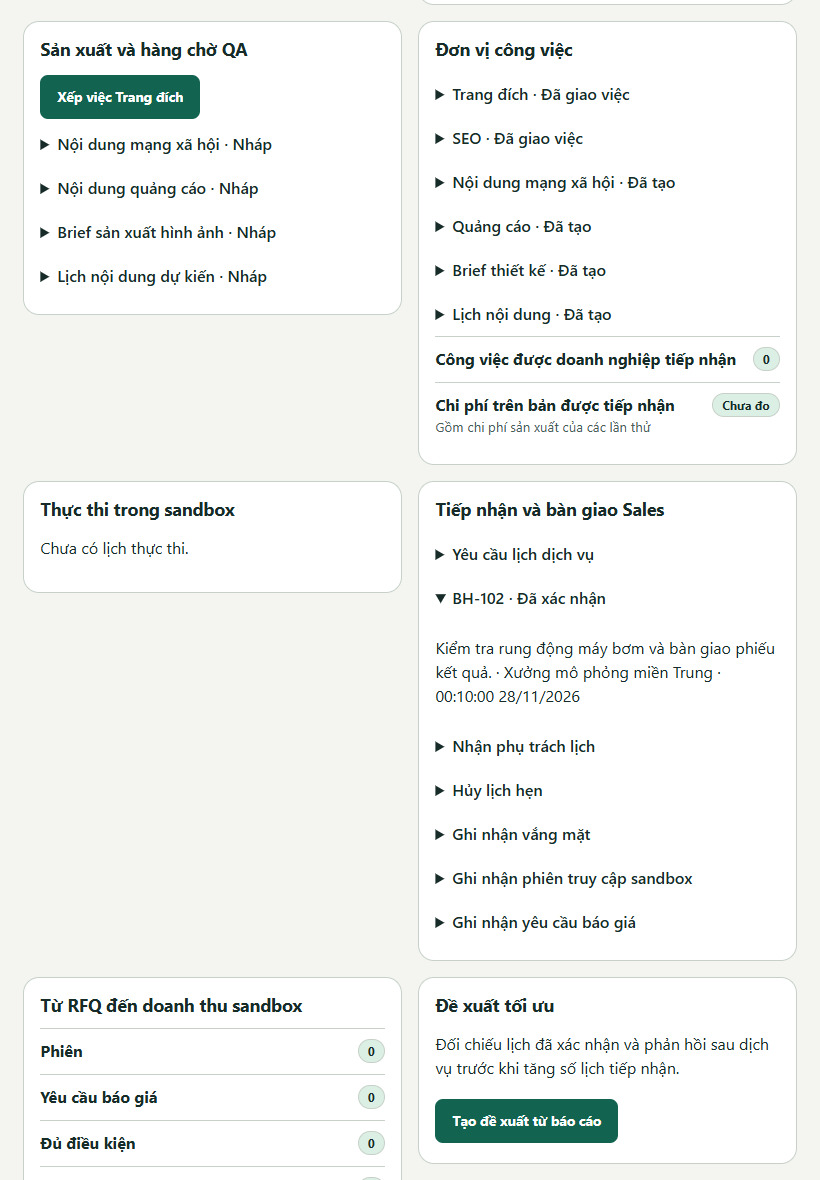 Sản xuất và hàng chờ QA
Xếp việc Trang đích
Nội dung mạng xã hội · Nháp
Nội dung quảng cáo · Nháp
Brief sản xuất hình ảnh · Nháp
Lịch nội dung dự kiến · Nháp
Đơn vị công việc
Trang đích · Đã giao việc
SEO · Đã giao việc
Nội dung mạng xã hội · Đã tạo
Quảng cáo · Đã tạo
Brief thiết kế · Đã tạo
Lịch nội dung · Đã tạo
Công việc được doanh nghiệp tiếp nhận 0
Chi phí trên bản được tiếp nhận Chưa đo
Gồm chi phí sản xuất của các lần thử
Thực thi trong sandbox
Chưa có lịch thực thi.
Tiếp nhận và bàn giao Sales
Yêu cầu lịch dịch vụ
BH-102 · Đã xác nhận
Kiểm tra rung động máy bơm và bàn giao phiếu
kết quả. · Xưởng mô phỏng miền Trung ·
00:10:00 28/11/2026
Nhận phụ trách lịch
Hủy lịch hẹn
Ghi nhận vắng mặt
Ghi nhận phiên truy cập sandbox
Ghi nhận yêu cầu báo giá
Từ RFQ đến doanh thu sandbox
Phiên 0
Yêu cầu báo giá 0
Đủ điều kiện 0
Đề xuất tối ưu
Đối chiếu lịch đã xác nhận và phản hồi sau dịch
vụ trước khi tăng số lịch tiếp nhận.
Tạo đề xuất từ báo cáo